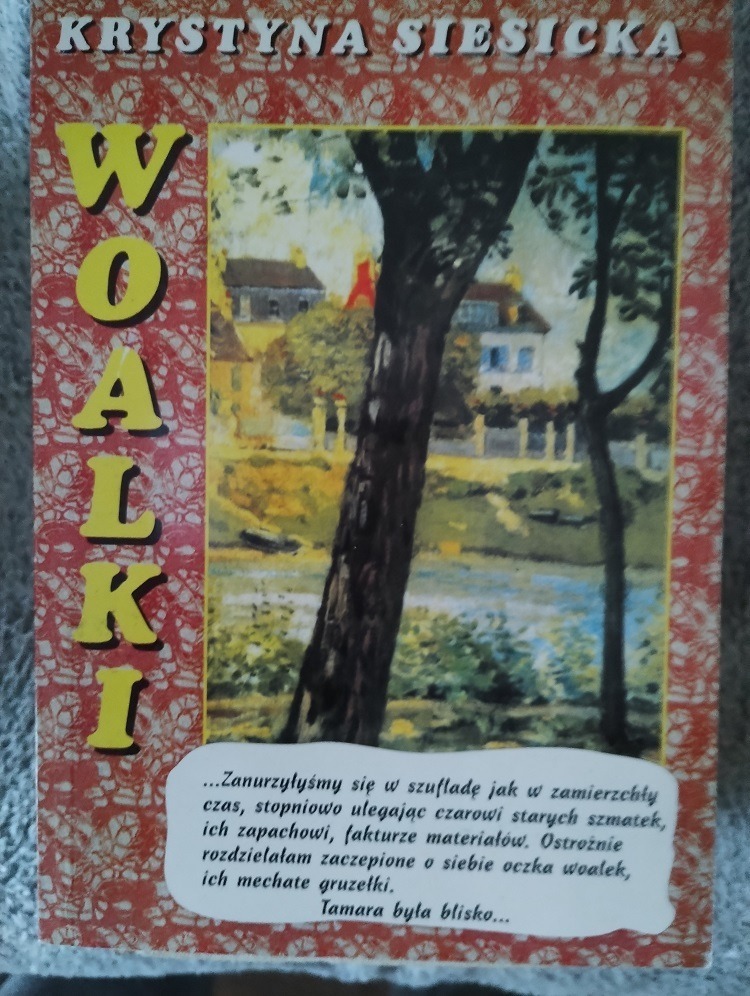 KRYSTYNA SIESICKA
WOALKI
...Zanurzyłyśmy się w szufladę jak w zamierzchły
czas, stopniowo ulegając czarowi starych szmatek,
ich zapachowi, fakturze materiałów. Ostrożnie
rozdzielałam zaczepione o siebie oczka woalek,
ich mechate gruzełki.
Tamara była blisko...